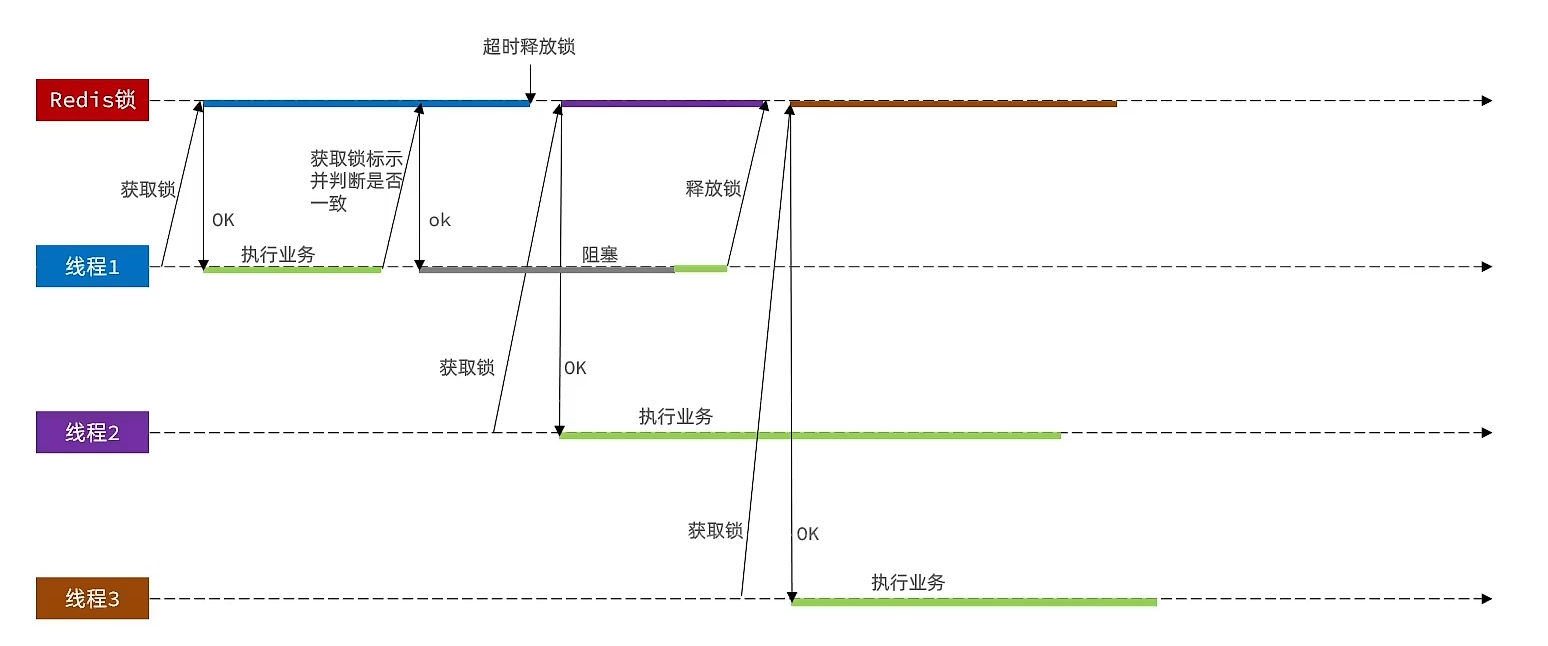 超时释放锁
Redis锁
获取锁标示
并判断是否
一致
获取锁
释放锁
OK
ok
执行业务
阻塞
线程1
获取锁
OK
执行业务
线程2
获取锁
OK
执行业务
线程3